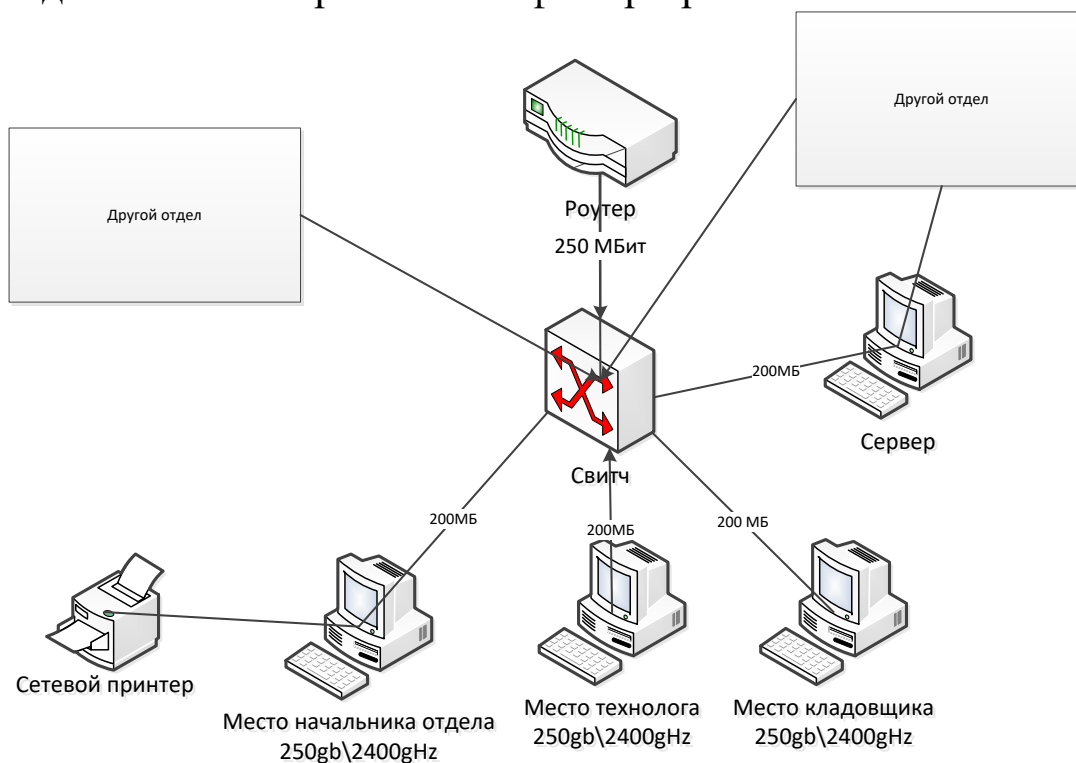 Другой отдел
Другой отдел
Роутер
250 МБит
200МБ
Сервер
Свитч
200МБ
200МБ
200 МБ
Сетевой принтер
Место начальника отдела
250gb\2400gHz
Место технолога
250gb\2400gHz
Место кладовщика
250gb\2400gHz